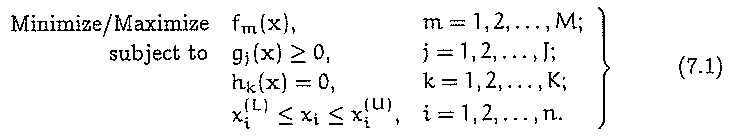 Minimize/Maximize f_m(x), m = 1, 2, . . . , M;
subject to g_j(x) ≥ 0, j = 1, 2, . . . , J;
h_k(x) = 0, k = 1, 2, . . . , K;
x_i^(L) ≤ x_i ≤ x_i^(U), i = 1, 2, . . . , n. (7.1)